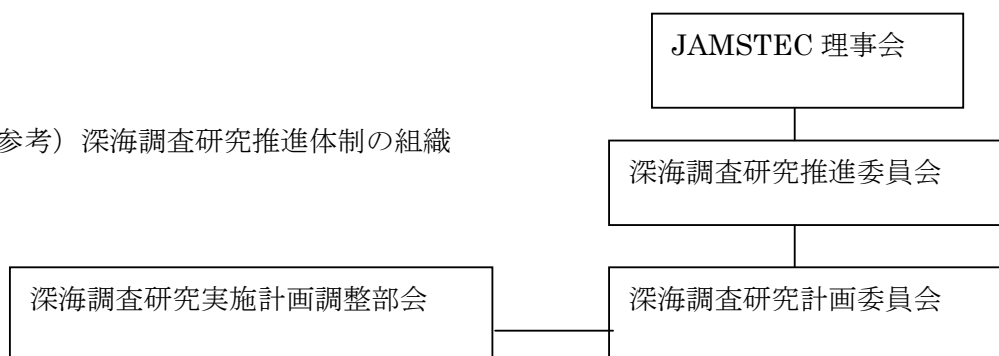 JAMSTEC 理事会
参考）深海調査研究推進体制の組織
深海調査研究推進委員会
深海調査研究実施計画調整部会
深海調査研究計画委員会